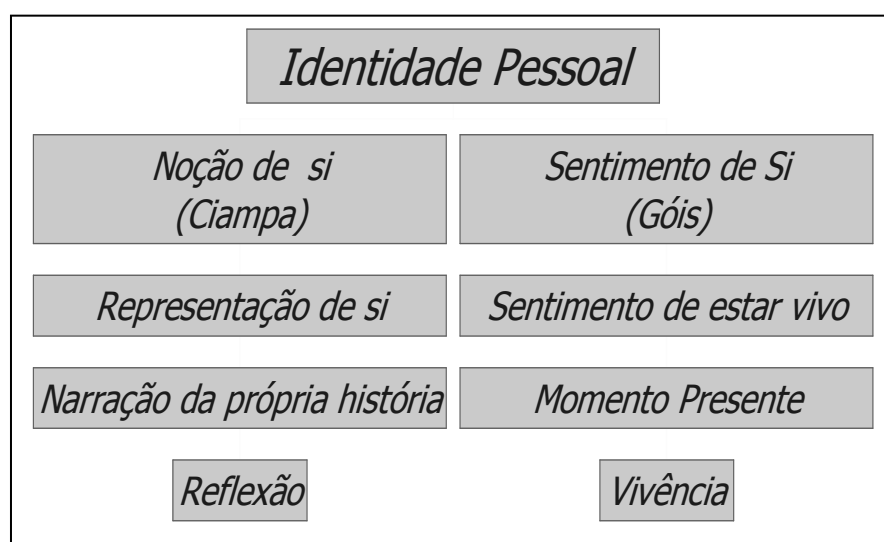 Identidade Pessoal
Noção de si
(Ciampa)
Sentimento de Si
(Góis)
Representação de si
Sentimento de estar vivo
Narração da própria história
Momento Presente
Reflexão
Vivência